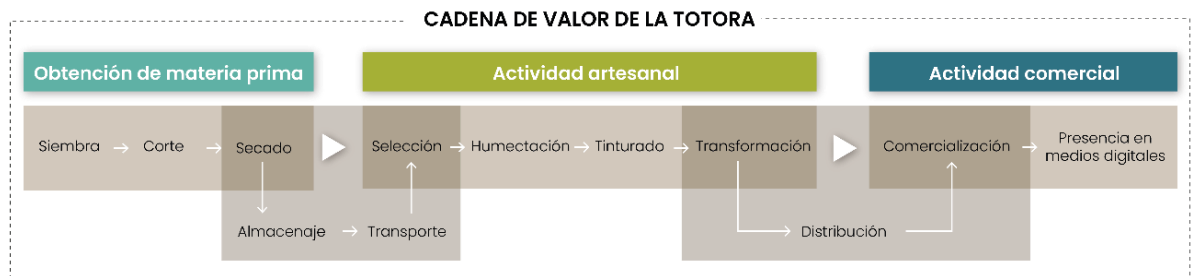 CADENA DE VALOR DE LA TOTORA
Obtención de materia prima
Actividad artesanal
Actividad comercial
Siembra
Corte
Secado
Selección
Humectación
Tinturado
Transformación
Comercialización
Presencia en
medios digitales
Almacenaje
Transporte
Distribución